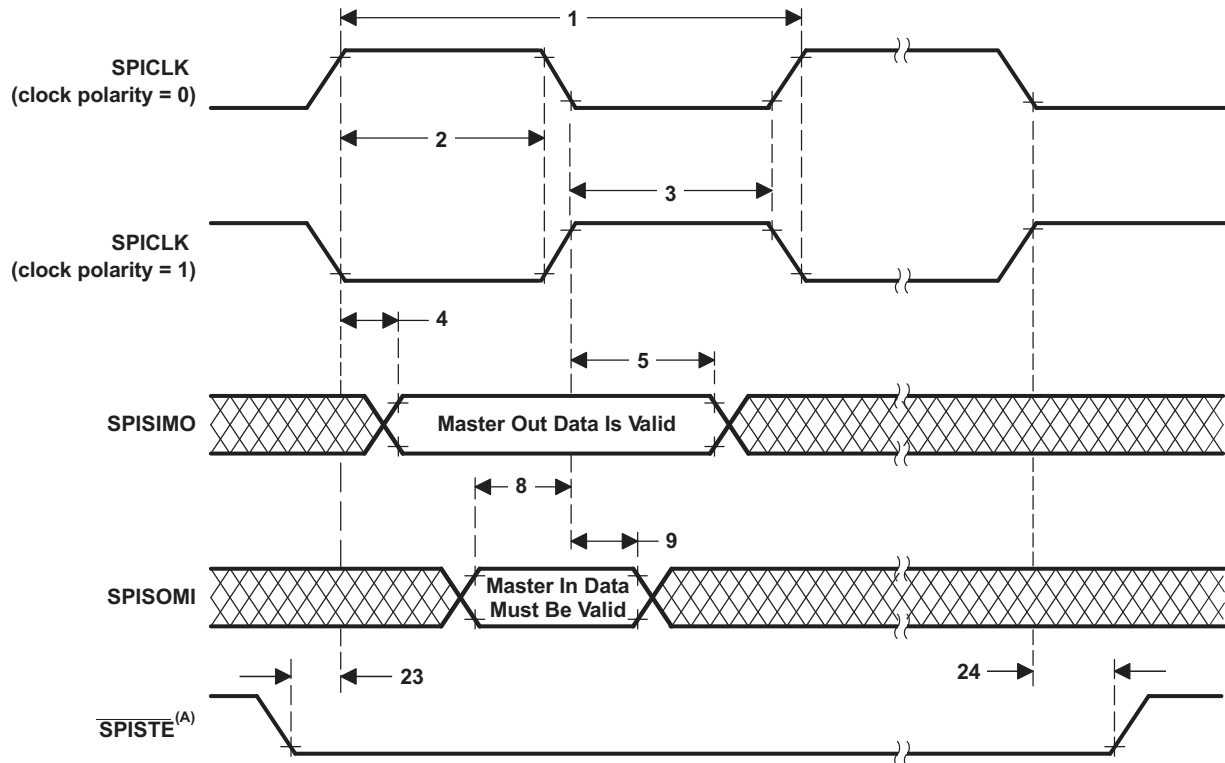 1
SPICLK
(clock polarity = 0)
2
3
SPICLK
(clock polarity = 1)
4
5
SPISIMO
Master Out Data Is Valid
8
9
SPISOMI
Master In Data
Must Be Valid
23
24
SPISTE(A)